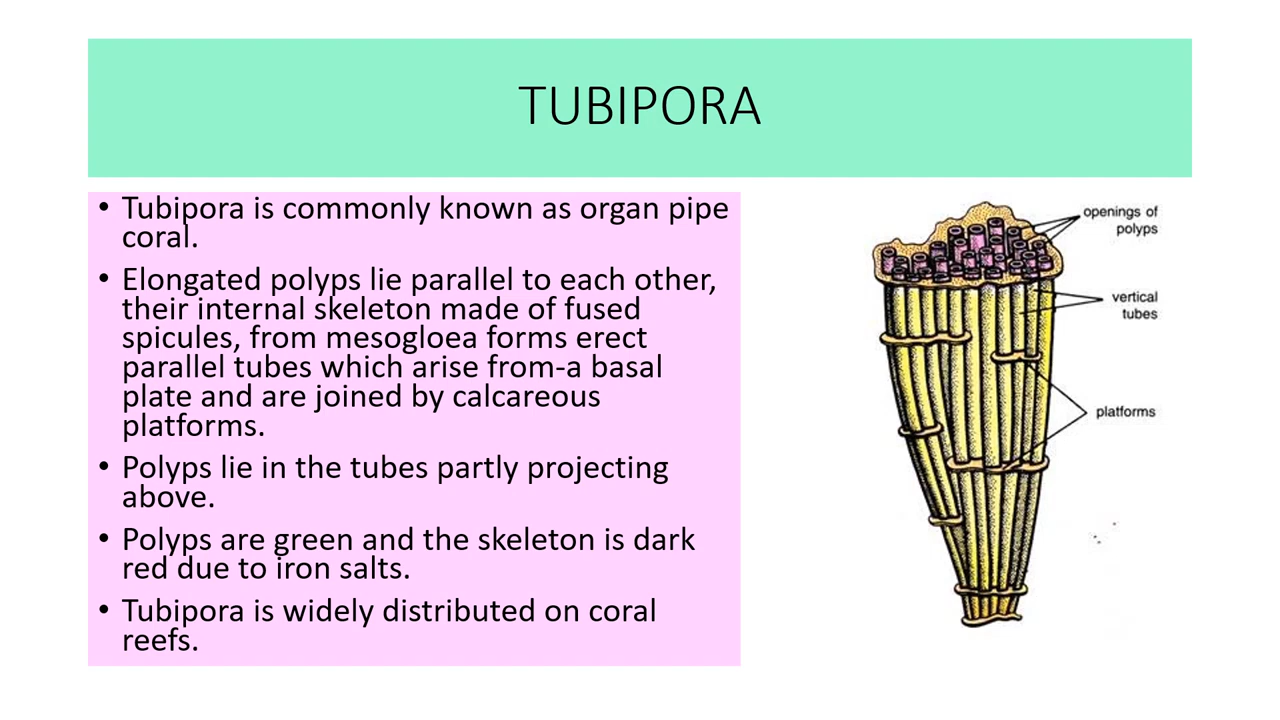 TUBIPORA
• Tubipora is commonly known as organ pipe
coral.
• Elongated polyps lie parallel to each other,
their internal skeleton made of fused
spicules, from mesogloea forms erect
parallel tubes which arise from-a basal
plate and are joined by calcareous
platforms.
• Polyps lie in the tubes partly projecting
above.
• Polyps are green and the skeleton is dark
red due to iron salts.
• Tubipora is widely distributed on coral
reefs.
openings of
polyps
vertical
tubes
platforms